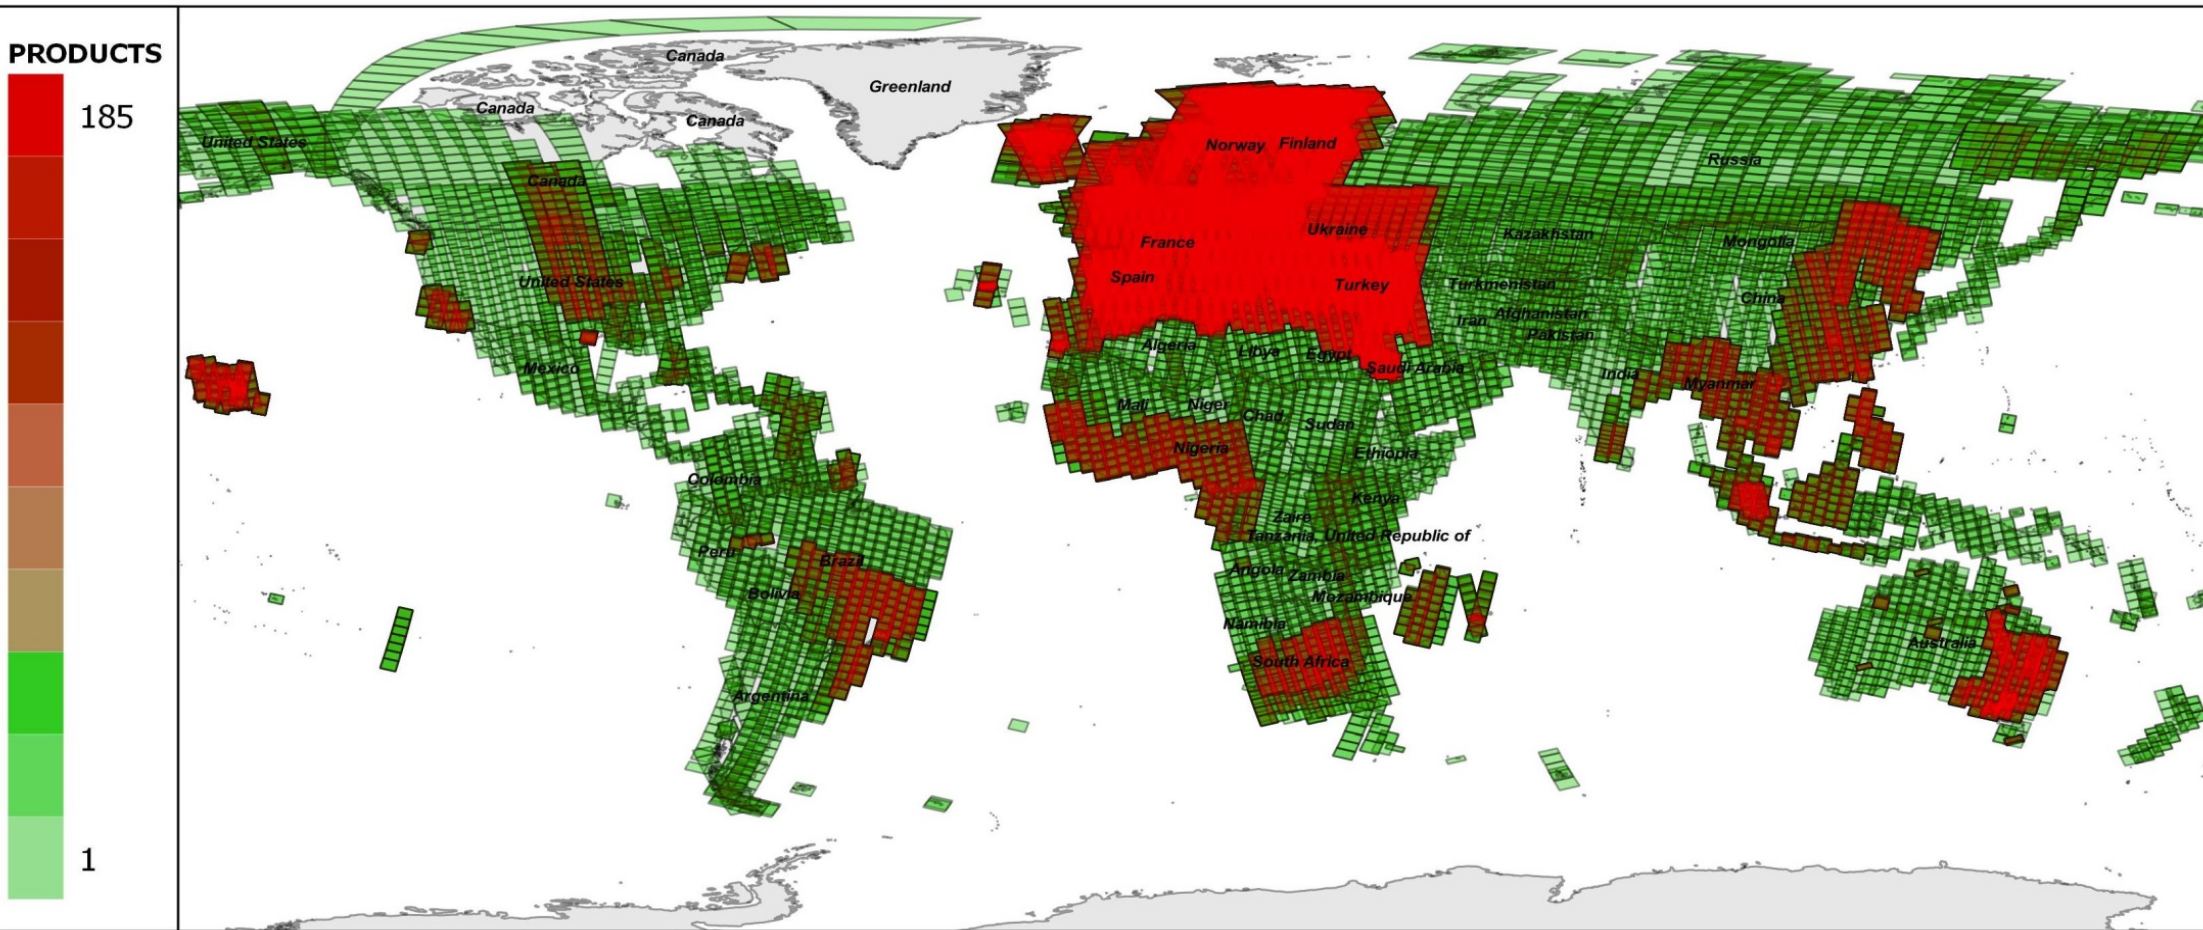 PRODUCTS
185
1
Canada
Greenland
Canada
Canada
United States
Norway Finland
Russia
Canada
Ukraine
Kazakhstan
France
Mongolia
Spain
United States
Turkey
Turkmenistan
China
Afghanistan
Iran
Pakistan
Algeria
Libya
Egypt
Mexico
Saudi Arabia
India
Myanmar
Mali
Niger
Chad
Sudan
Nigeria
Ethiopia
Colombia
Kenya
Zaire
Tanzania, United Republic of
Peru
Brazil
Angola
Zambia
Bolivia
Mozambique
Namibia
Australia
South Africa
Argentina